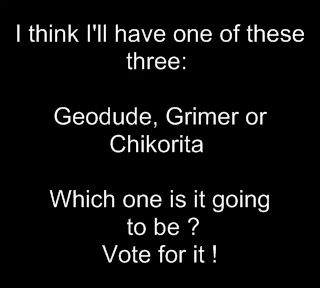 I think I'll have one of these
three:
Geodude, Grimer or
Chikorita
Which one is it going
to be ?
Vote for it !